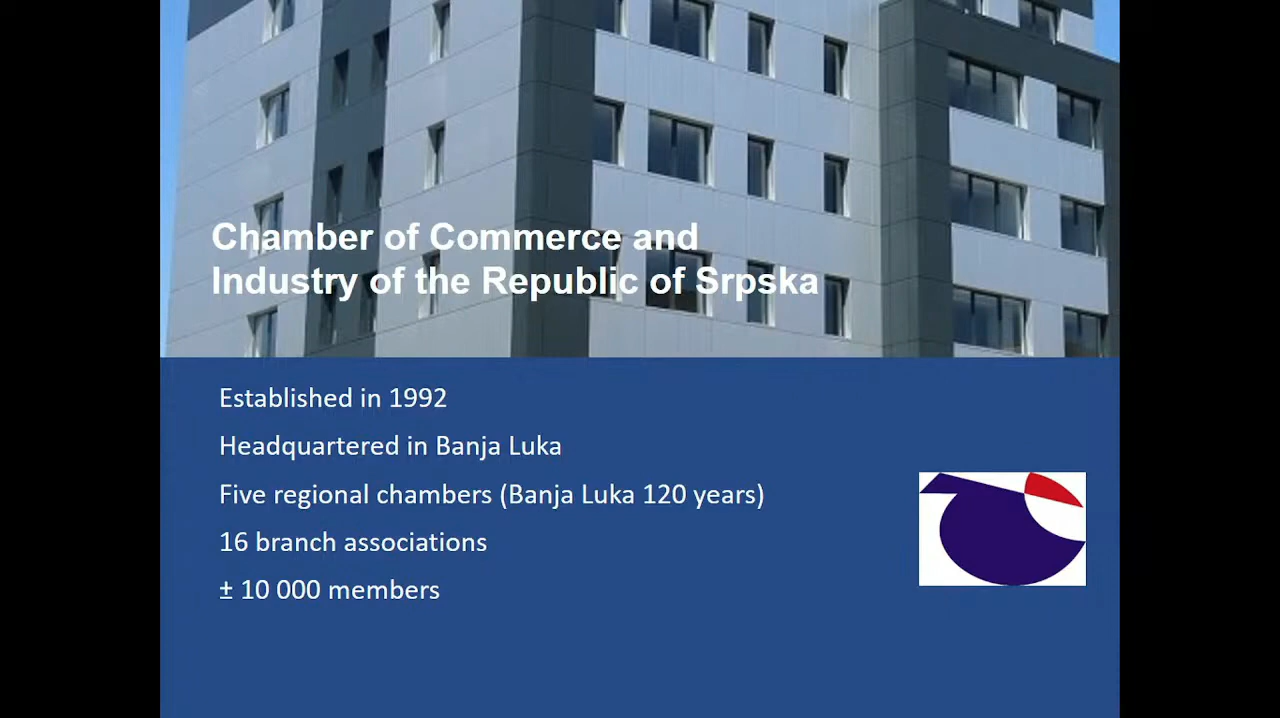 Chamber of Commerce and
Industry of the Republic of Srpska
Established in 1992
Headquartered in Banja Luka
Five regional chambers (Banja Luka 120 years)
16 branch associations
± 10 000 members